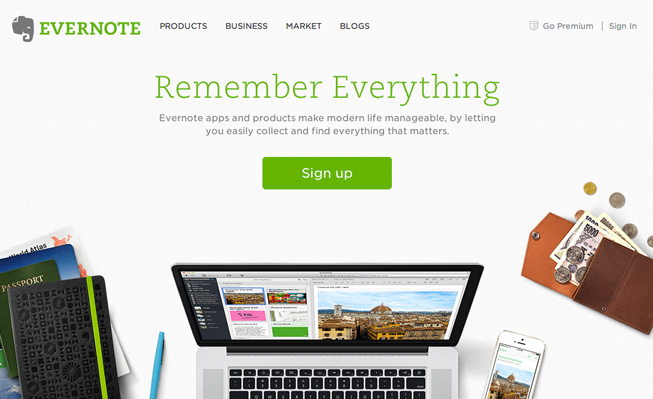 EVERNOTE
PRODUCTS
BUSINESS
MARKET
BLOGS
Go Premium
Sign In
Remember Everything
Evernote apps and products make modern life manageable, by letting
you easily collect and find everything that matters.
Sign up
World Atlas
PASSPORT